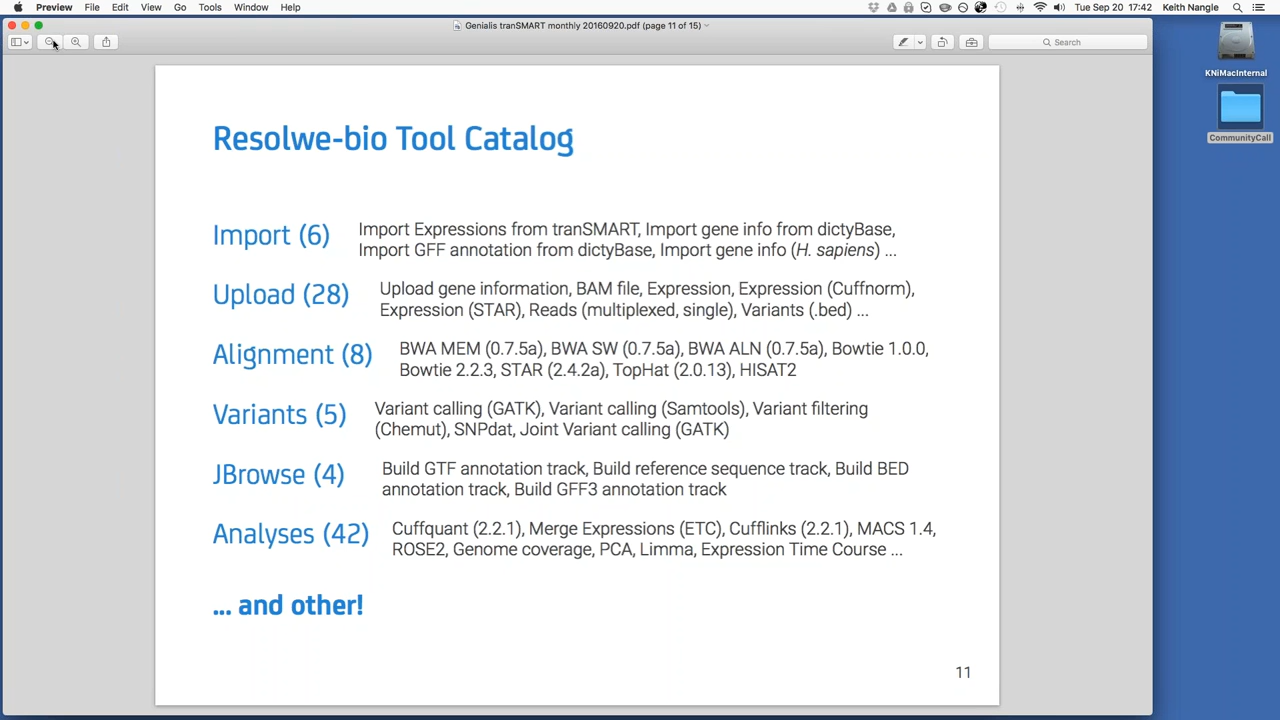 Preview File Edit View Go Tools Window Help Tue Sep 20 17:42 Keith Nangle
Genialis tranSMART monthly 20160920.pdf (page 11 of 15)
Search
KNiMacInternal
CommunityCall
Resolwe-bio Tool Catalog
Import (6)
Import Expressions from tranSMART, Import gene info from dictyBase,
Import GFF annotation from dictyBase, Import gene info (H. sapiens) ...
Upload (28)
Upload gene information, BAM file, Expression, Expression (Cuffnorm),
Expression (STAR), Reads (multiplexed, single), Variants (.bed) ...
Alignment (8)
BWA MEM (0.7.5a), BWA SW (0.7.5a), BWA ALN (0.7.5a), Bowtie 1.0.0,
Bowtie 2.2.3, STAR (2.4.2a), TopHat (2.0.13), HISAT2
Variants (5)
Variant calling (GATK), Variant calling (Samtools), Variant filtering
(Chemut), SNPdat, Joint Variant calling (GATK)
JBrowse (4)
Build GTF annotation track, Build reference sequence track, Build BED
annotation track, Build GFF3 annotation track
Analyses (42)
Cuffquant (2.2.1), Merge Expressions (ETC), Cufflinks (2.2.1), MACS 1.4,
ROSE2, Genome coverage, PCA, Limma, Expression Time Course ...
... and other!
11